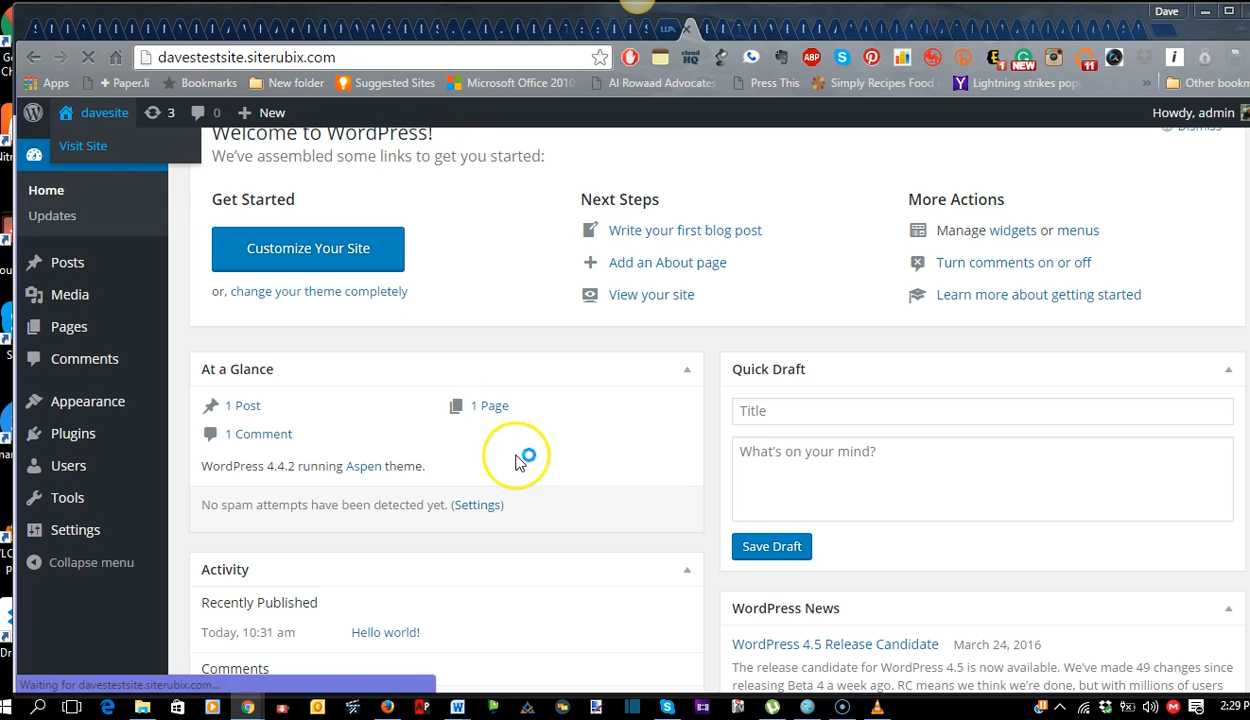 Dave
davestestsite.siterubix.com
Apps
+ Paper.li
Bookmarks
New folder
Suggested Sites
Microsoft Office 2010
Al Rowaad Advocates
Press This
Simply Recipes Food
Lightning strikes pop
Other bookm
davesite
3
0
New
Howdy, admin
Visit Site
Welcome to WordPress!
Dismiss
We've assembled some links to get you started:
Home
Updates
Posts
Media
Pages
Comments
Appearance
Plugins
Users
Tools
Settings
Collapse menu
Get Started
Customize Your Site
or, change your theme completely
Next Steps
Write your first blog post
Add an About page
View your site
More Actions
Manage widgets or menus
Turn comments on or off
Learn more about getting started
At a Glance
1 Post
1 Page
1 Comment
WordPress 4.4.2 running Aspen theme.
No spam attempts have been detected yet. (Settings)
Activity
Recently Published
Today, 10:31 am
Hello world!
Comments
Quick Draft
Title
What's on your mind?
Save Draft
WordPress News
WordPress 4.5 Release Candidate
March 24, 2016
The release candidate for WordPress 4.5 is now available. We've made 49 changes since
releasing Beta 4 a week ago. RC means we think we're done, but with millions of users
Waiting for davestestsite.siterubix.com...
2:29 PM